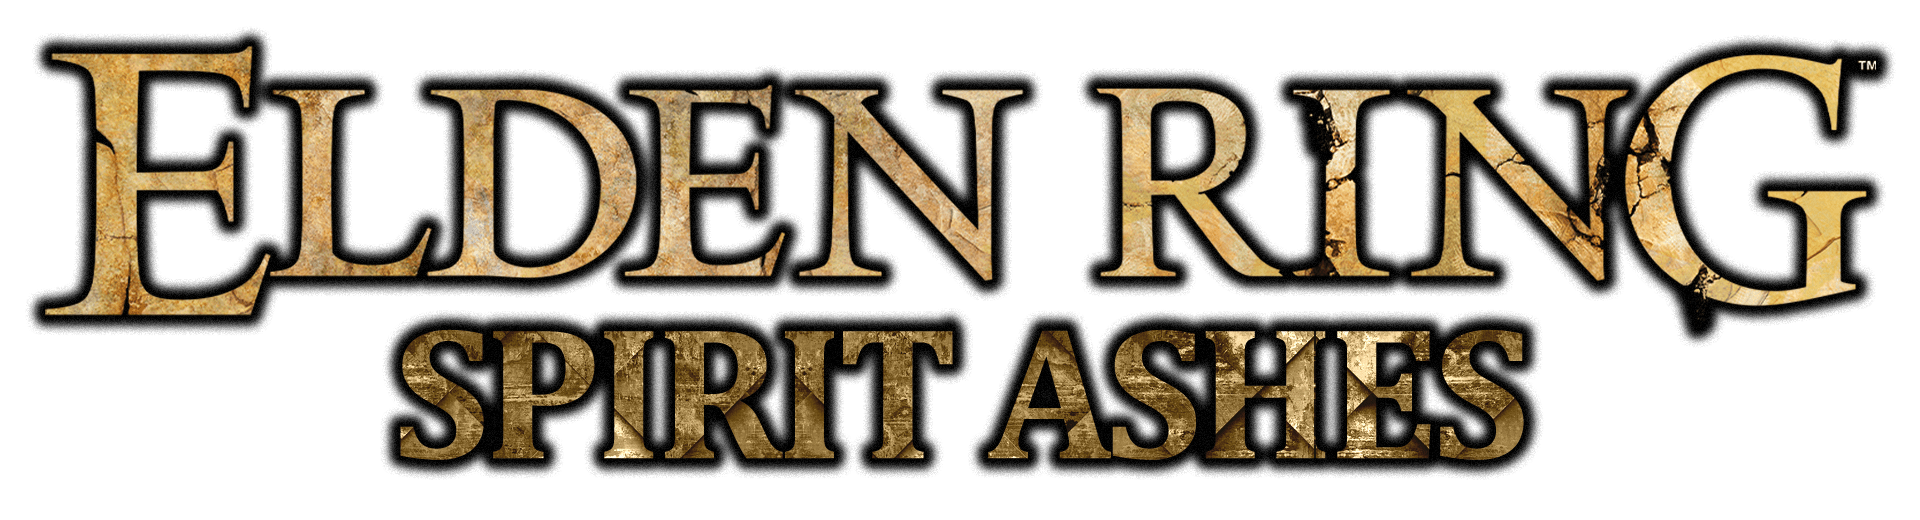 ELDEN RING™
SPIRIT ASHES